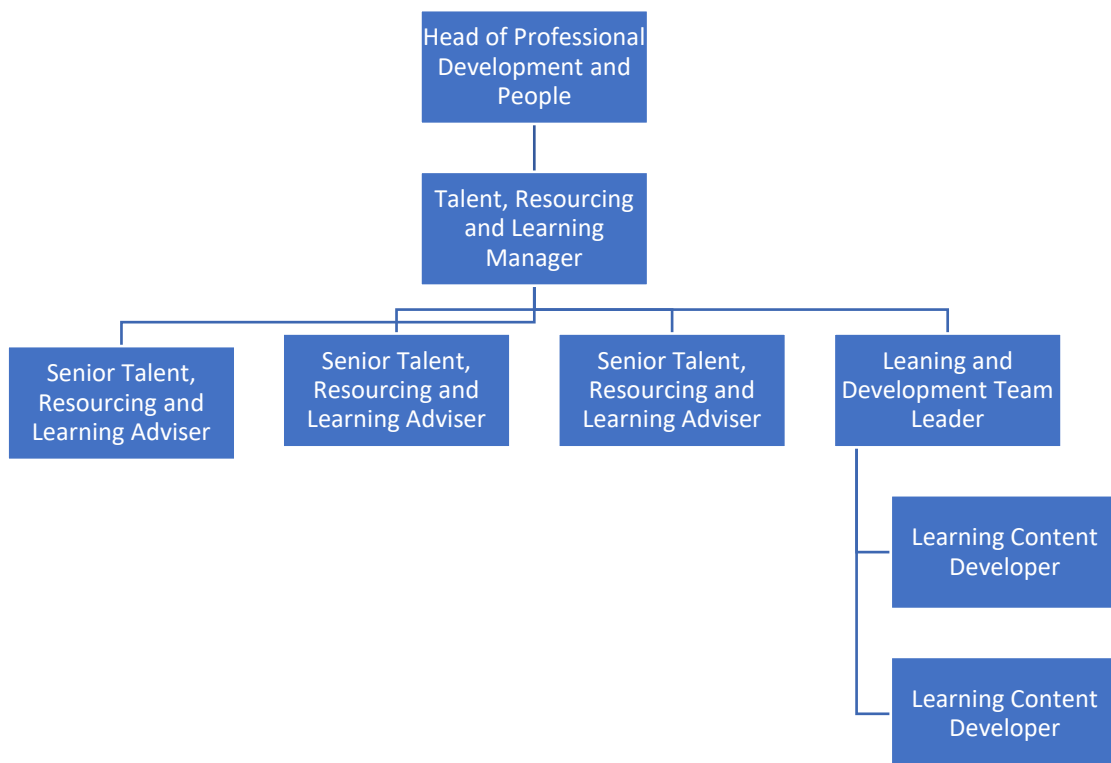 Head of Professional
Development and
People
Talent, Resourcing
and Learning
Manager
Senior Talent,
Resourcing and
Learning Adviser
Senior Talent,
Resourcing and
Learning Adviser
Senior Talent,
Resourcing and
Learning Adviser
Leaning and
Development Team
Leader
Learning Content
Developer
Learning Content
Developer